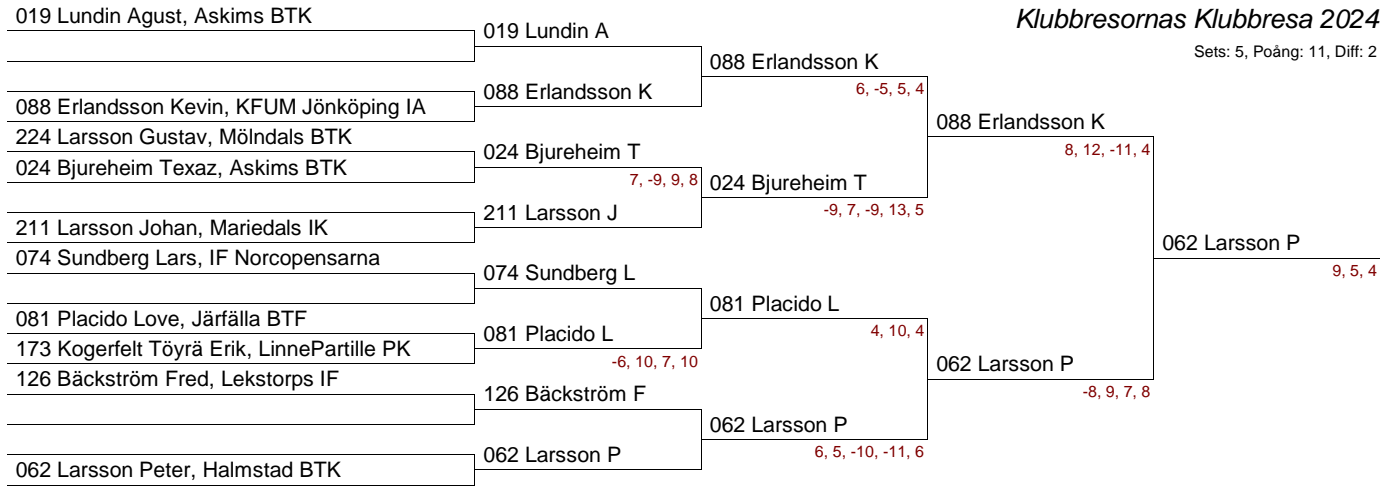 Klubbresornas Klubbresa 2024
Sets: 5, Poång: 11, Diff: 2
019 Lundin Agust, Askims BTK
088 Erlandsson Kevin, KFUM Jönköping IA
224 Larsson Gustav, Mölndals BTK
024 Bjureheim Texaz, Askims BTK
211 Larsson Johan, Mariedals IK
074 Sundberg Lars, IF Norcopensarna
081 Placido Love, Järfälla BTF
173 Kogerfelt Töyrä Erik, LinnePartille PK
126 Bäckström Fred, Lekstorps IF
062 Larsson Peter, Halmstad BTK
019 Lundin A
088 Erlandsson K
024 Bjureheim T
7, -9, 9, 8
211 Larsson J
074 Sundberg L
081 Placido L
-6, 10, 7, 10
126 Bäckström F
062 Larsson P
088 Erlandsson K
6, -5, 5, 4
024 Bjureheim T
-9, 7, -9, 13, 5
081 Placido L
4, 10, 4
062 Larsson P
6, 5, -10, -11, 6
088 Erlandsson K
8, 12, -11, 4
062 Larsson P
-8, 9, 7, 8
062 Larsson P
9, 5, 4